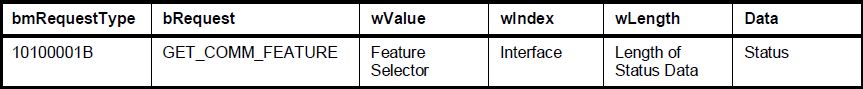 bmRequestType bRequest wValue wIndex wLength Data
10100001B GET_COMM_FEATURE Feature Selector Interface Length of Status Data Status